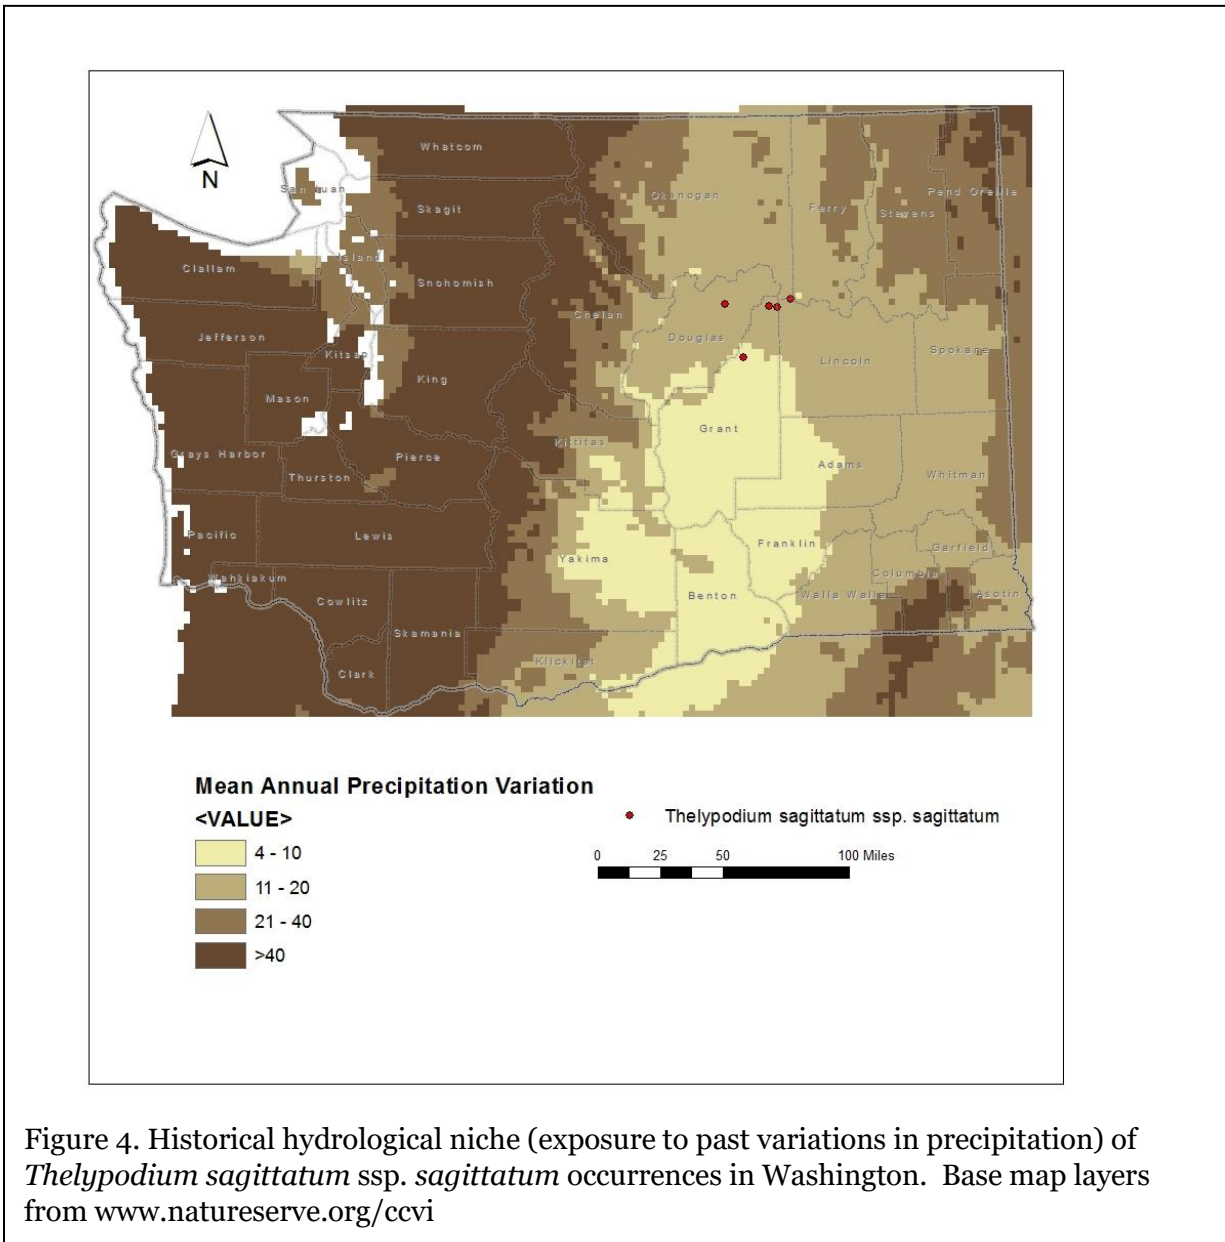 N
Whatcom
San Juan
Skagit
Okanogan
Ferry
Stevens
Pend Oreille
Island
Clallam
Snohomish
Chelan
Jefferson
Kitsap
Douglas
Lincoln
Spokane
King
Mason
Grant
Kittitas
Grays Harbor
Pierce
Adams
Whitman
Thurston
Pacific
Lewis
Yakima
Franklin
Garfield
Columbia
Wahkiakum
Cowlitz
Benton
Walla Walla
Asotin
Skamania
Klickitat
Clark
Mean Annual Precipitation Variation
<VALUE>
4 - 10
11 - 20
21 - 40
>40
Thelypodium sagittatum ssp. sagittatum
0 25 50 100 Miles
Figure 4. Historical hydrological niche (exposure to past variations in precipitation) of
Thelypodium sagittatum ssp. sagittatum occurrences in Washington. Base map layers
from www.natureserve.org/ccvi